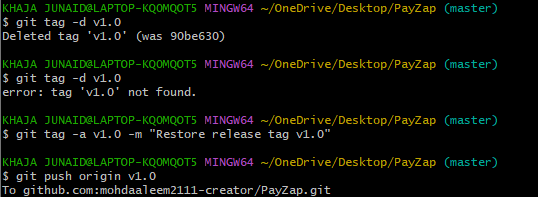 KHAJA JUNAID@LAPTOP-KQOMQOT5 MINGW64 ~/OneDrive/Desktop/PayZap (master)
$ git tag -d v1.0
Deleted tag 'v1.0' (was 90be630)
KHAJA JUNAID@LAPTOP-KQOMQOT5 MINGW64 ~/OneDrive/Desktop/PayZap (master)
$ git tag -d v1.0
error: tag 'v1.0' not found.
KHAJA JUNAID@LAPTOP-KQOMQOT5 MINGW64 ~/OneDrive/Desktop/PayZap (master)
$ git tag -a v1.0 -m "Restore release tag v1.0"
KHAJA JUNAID@LAPTOP-KQOMQOT5 MINGW64 ~/OneDrive/Desktop/PayZap (master)
$ git push origin v1.0
To github.com:mohdaaleem2111-creator/PayZap.git